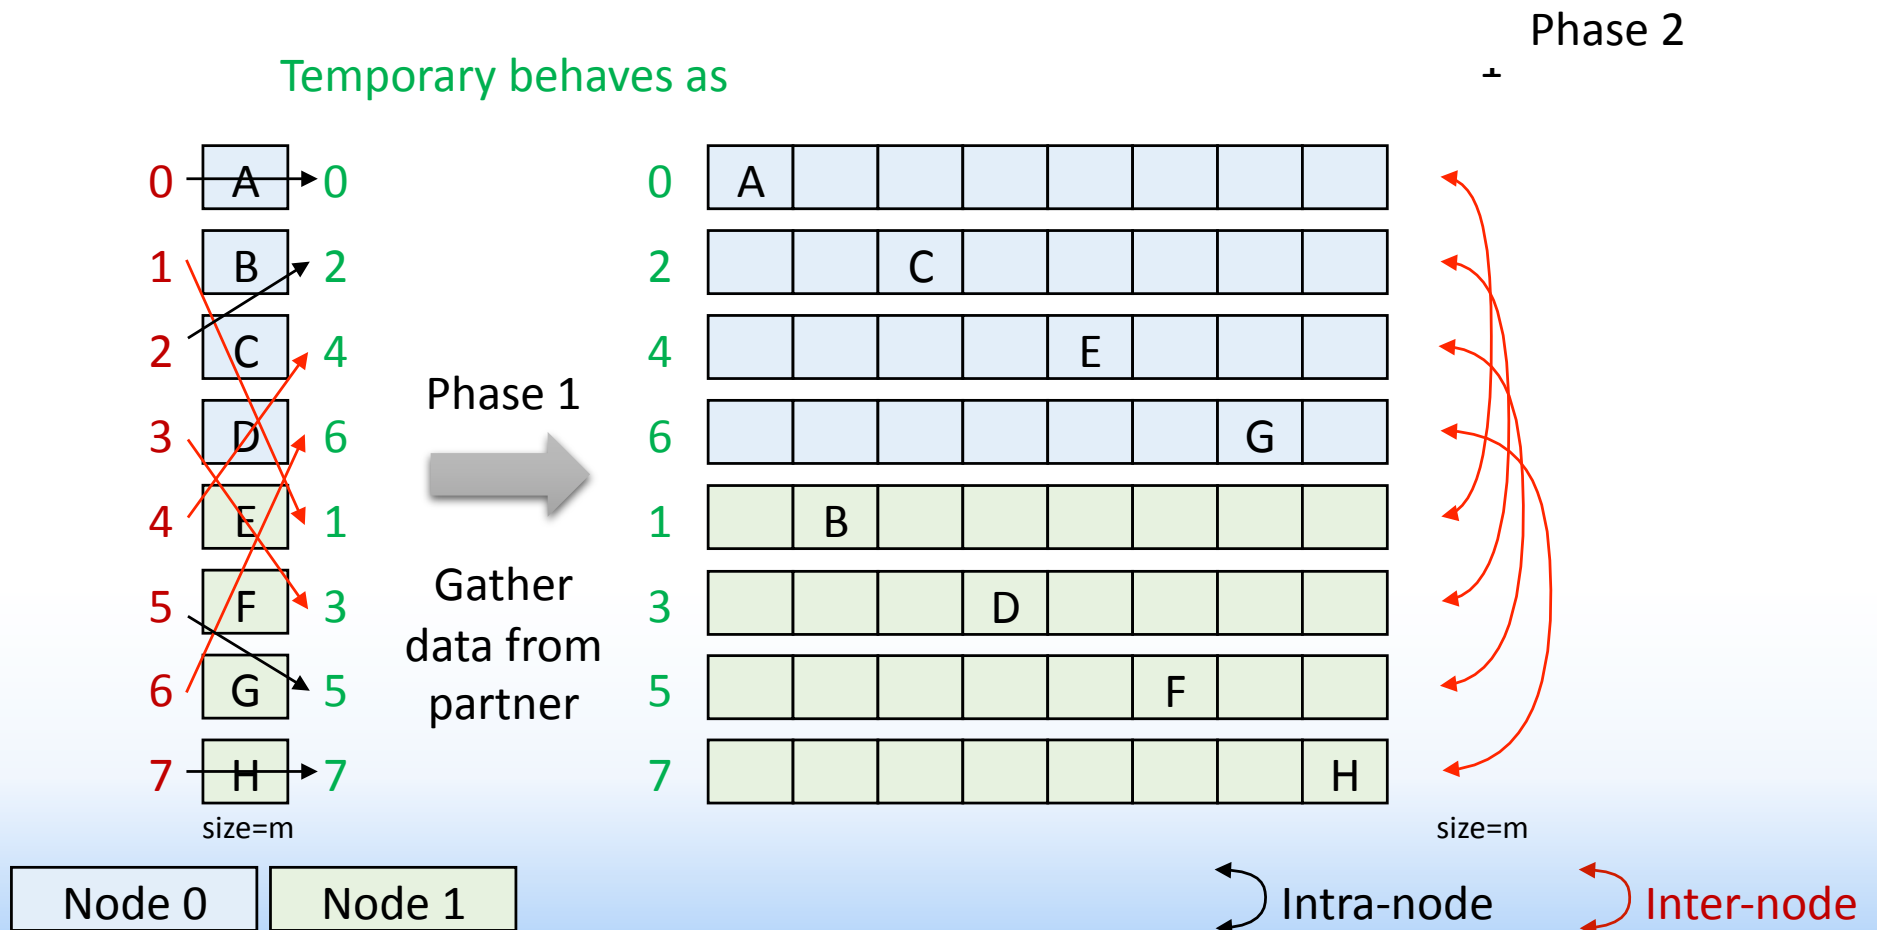 Phase 2
Temporary behaves as
0 A 0
1 B 2
2 C 4
3 D 6
4 E 1
5 F 3
6 G 5
7 H 7
size=m
Phase 1
Gather
data from
partner
0 A
2 C
4 E
6 G
1 B
3 D
5 F
7 H
size=m
Node 0
Node 1
Intra-node
Inter-node